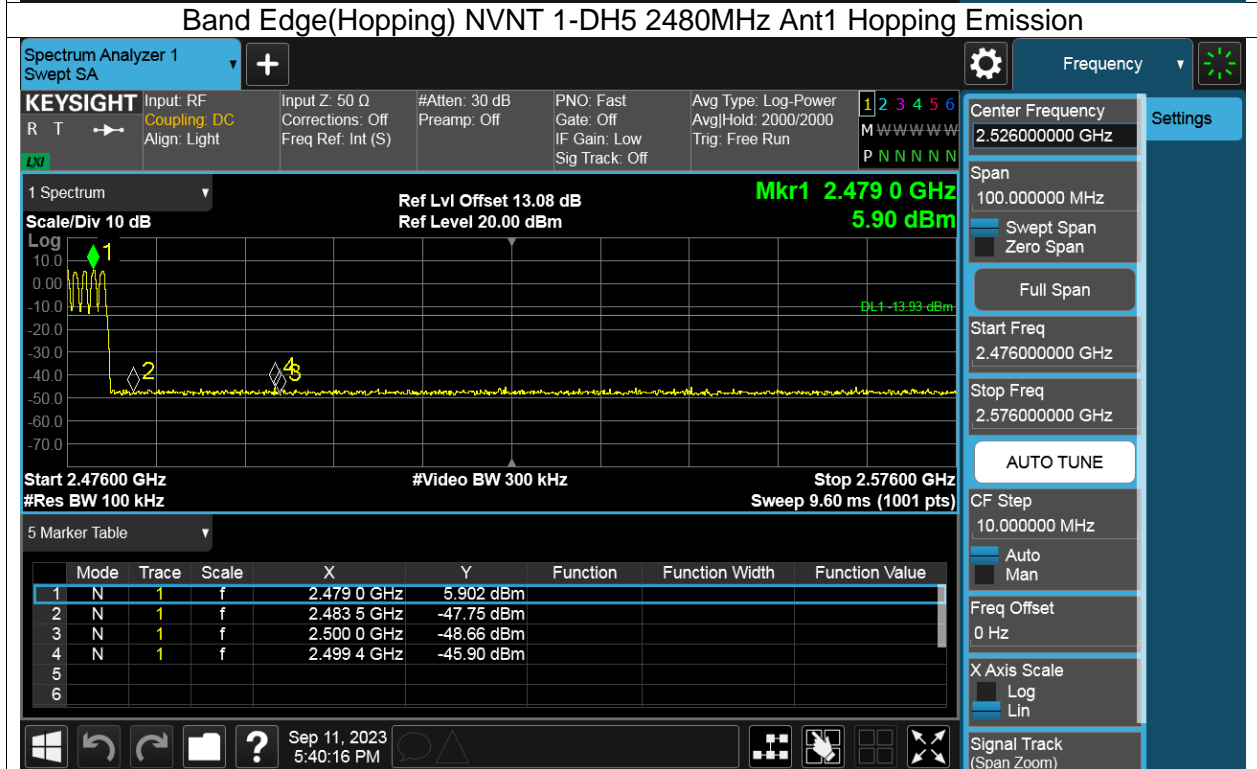 Band Edge(Hopping) NVNT 1-DH5 2480MHz Ant1 Hopping Emission
Spectrum Analyzer 1
Swept SA
+
Frequency
KEYSIGHT
R T
LXI
Input: RF
Coupling: DC
Align: Light
Input Z: 50 Ω
Corrections: Off
Freq Ref: Int (S)
#Atten: 30 dB
Preamp: Off
PNO: Fast
Gate: Off
IF Gain: Low
Sig Track: Off
Avg Type: Log-Power
Avg|Hold: 2000/2000
Trig: Free Run
1 2 3 4 5 6
M W W W W W
P N N N N N
1 Spectrum
Scale/Div 10 dB
Ref Lvl Offset 13.08 dB
Ref Level 20.00 dBm
Mkr1 2.479 0 GHz
5.90 dBm
Log
10.0
0.00
-10.0
-20.0
-30.0
-40.0
-50.0
-60.0
-70.0
1
2
4
3
DL1 -13.93 dBm
Start 2.47600 GHz
#Res BW 100 kHz
#Video BW 300 kHz
Stop 2.57600 GHz
Sweep 9.60 ms (1001 pts)
5 Marker Table
Mode Trace Scale X Y Function Function Width Function Value
1 N 1 f 2.479 0 GHz 5.902 dBm
2 N 1 f 2.483 5 GHz -47.75 dBm
3 N 1 f 2.500 0 GHz -48.66 dBm
4 N 1 f 2.499 4 GHz -45.90 dBm
5
6
?
Sep 11, 2023
5:40:16 PM
Center Frequency
2.526000000 GHz
Span
100.000000 MHz
Swept Span
Zero Span
Full Span
Start Freq
2.476000000 GHz
Stop Freq
2.576000000 GHz
AUTO TUNE
CF Step
10.000000 MHz
Auto
Man
Freq Offset
0 Hz
X Axis Scale
Log
Lin
Signal Track
(Span Zoom)
Settings